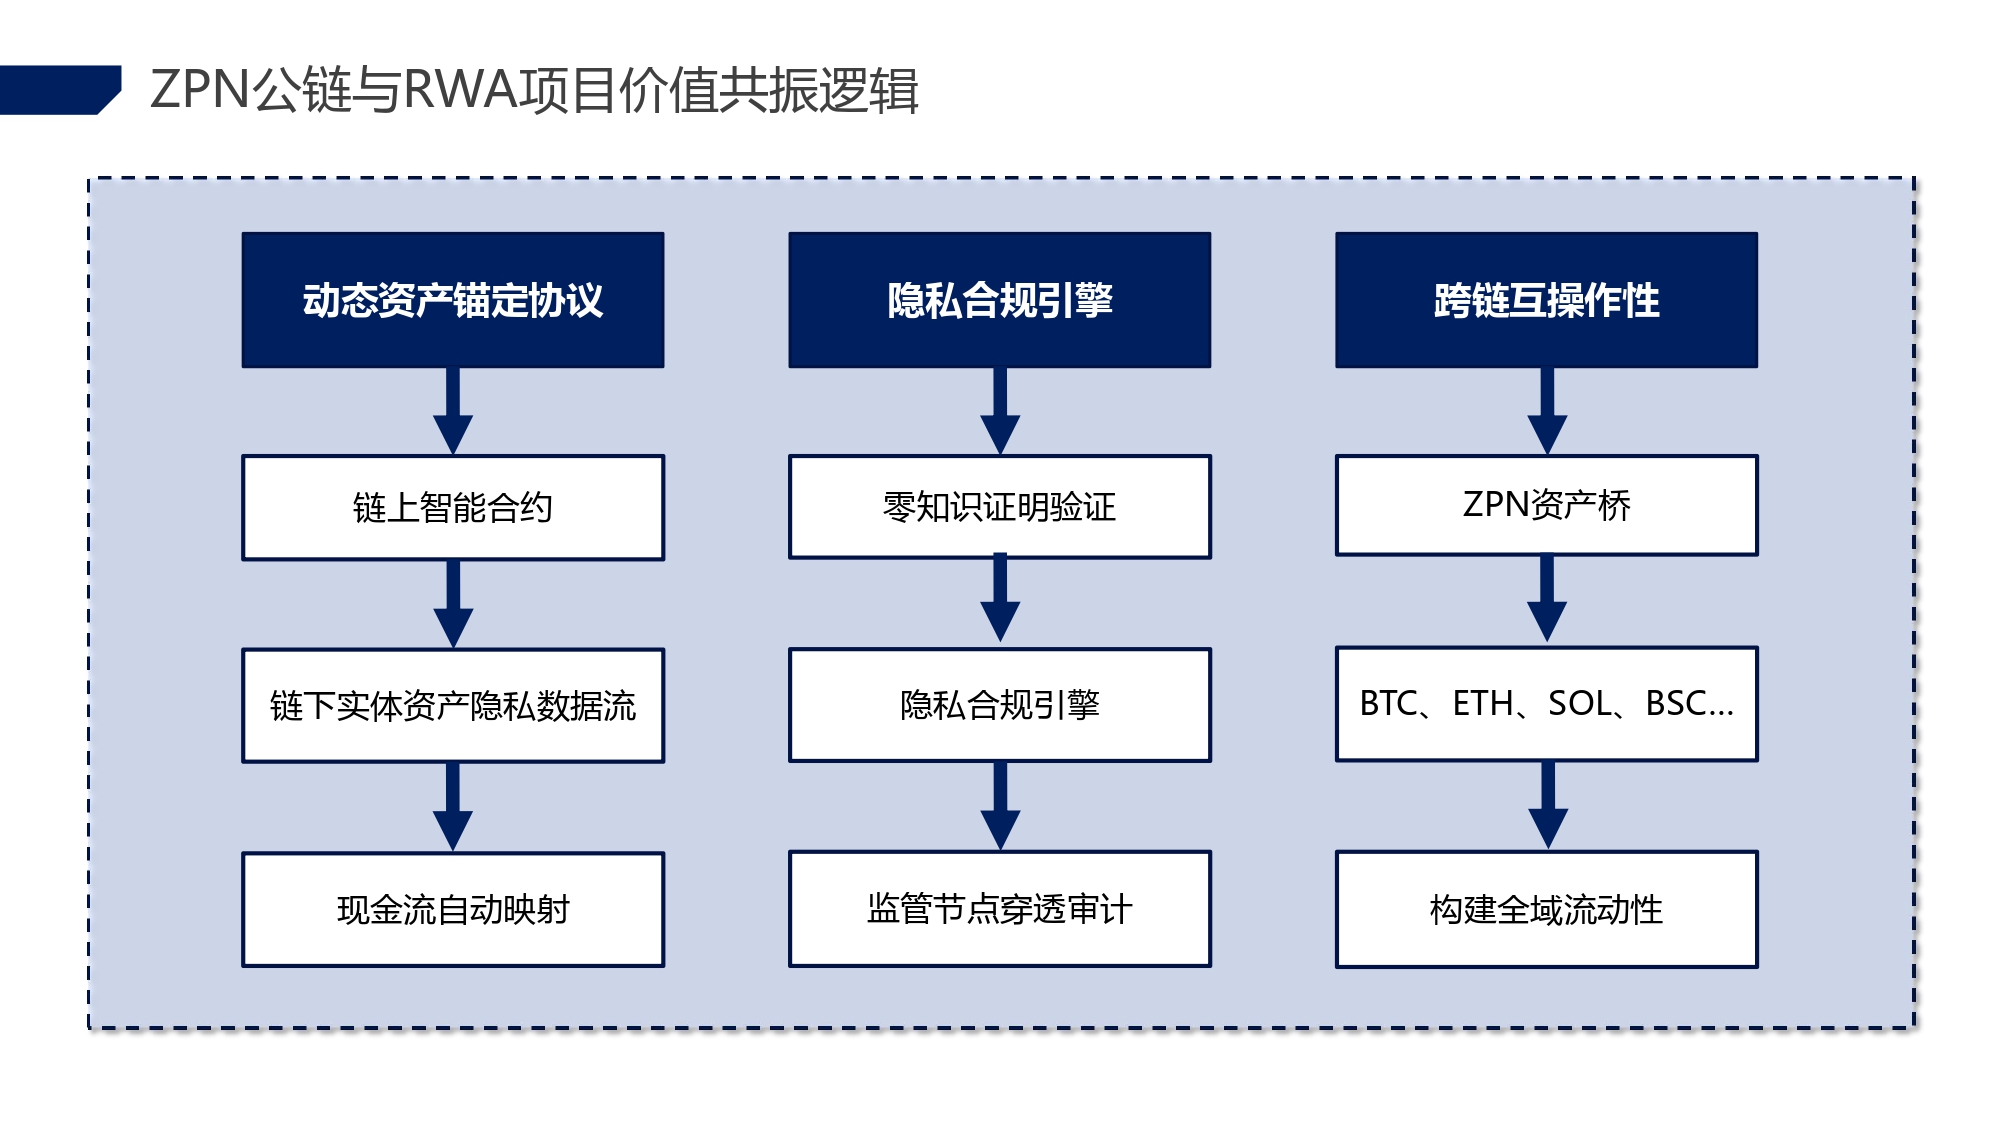 ZPN公链与RWA项目价值共振逻辑
动态资产锚定协议
链上智能合约
链下实体资产隐私数据流
现金流自动映射
隐私合规引擎
零知识证明验证
隐私合规引擎
监管节点穿透审计
跨链互操作性
ZPN资产桥
BTC、ETH、SOL、BSC...
构建全域流动性